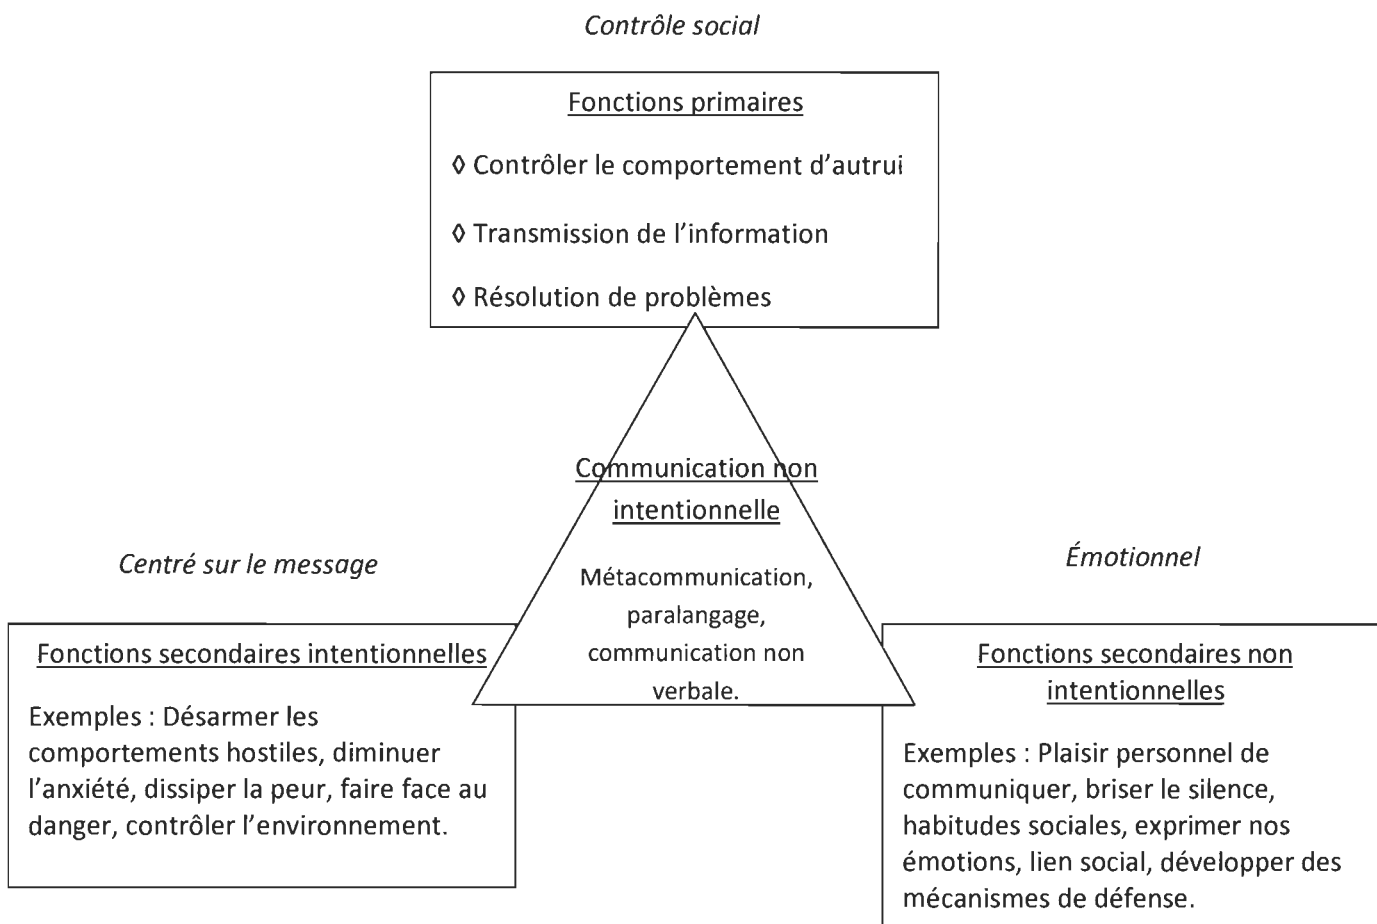 Contrôle social
Fonctions primaires
◊ Contrôler le comportement d'autrui
◊ Transmission de l'information
◊ Résolution de problèmes
Communication non
intentionnelle
Métacommunication,
paralangage,
communication non
verbale.
Centré sur le message
Fonctions secondaires intentionnelles
Exemples : Désarmer les
comportements hostiles, diminuer
l'anxiété, dissiper la peur, faire face au
danger, contrôler l'environnement.
Émotionnel
Fonctions secondaires non
intentionnelles
Exemples : Plaisir personnel de
communiquer, briser le silence,
habitudes sociales, exprimer nos
émotions, lien social, développer des
mécanismes de défense.